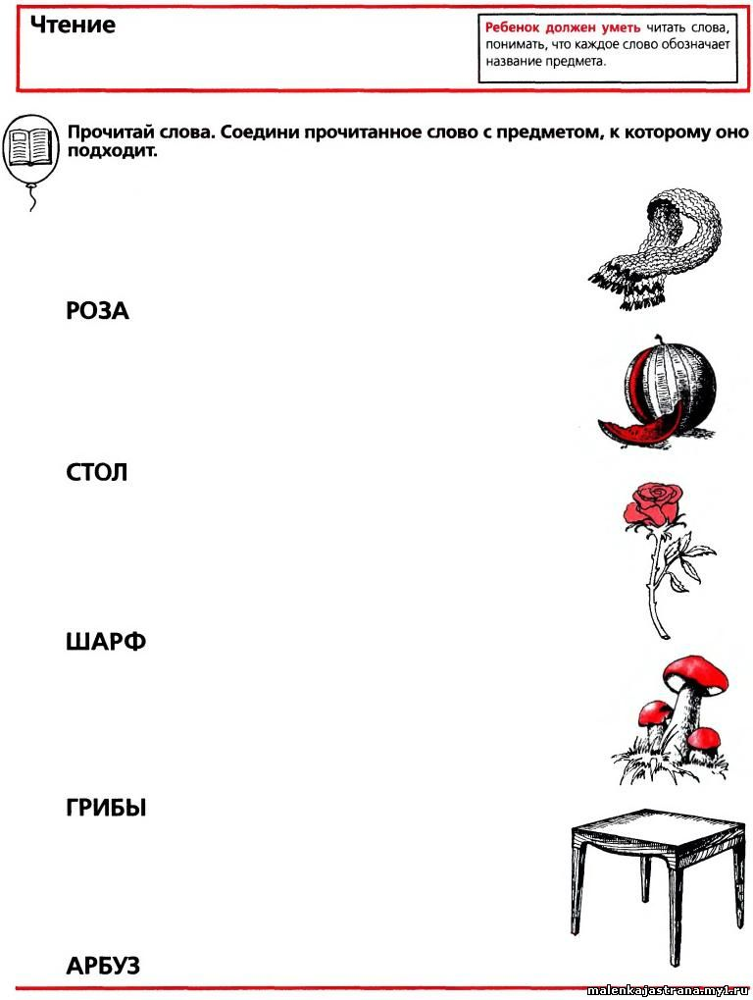 Чтение
Ребенок должен уметь читать слова,
понимать, что каждое слово обозначает
название предмета.
Прочитай слова. Соедини прочитанное слово с предметом, к которому оно
подходит.
РОЗА
СТОЛ
ШАРФ
ГРИБЫ
АРБУЗ
malenkajastrana.my1.ru